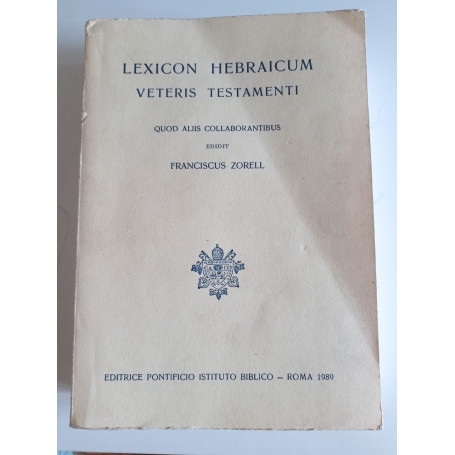 LEXICON HEBRAICUM
VETERIS TESTAMENTI
QUOD ALIIS COLLABORANTIBUS
EDIDIT
FRANCISCUS ZORELL
EDITRICE PONTIFICIO ISTITUTO BIBLICO — ROMA 1989